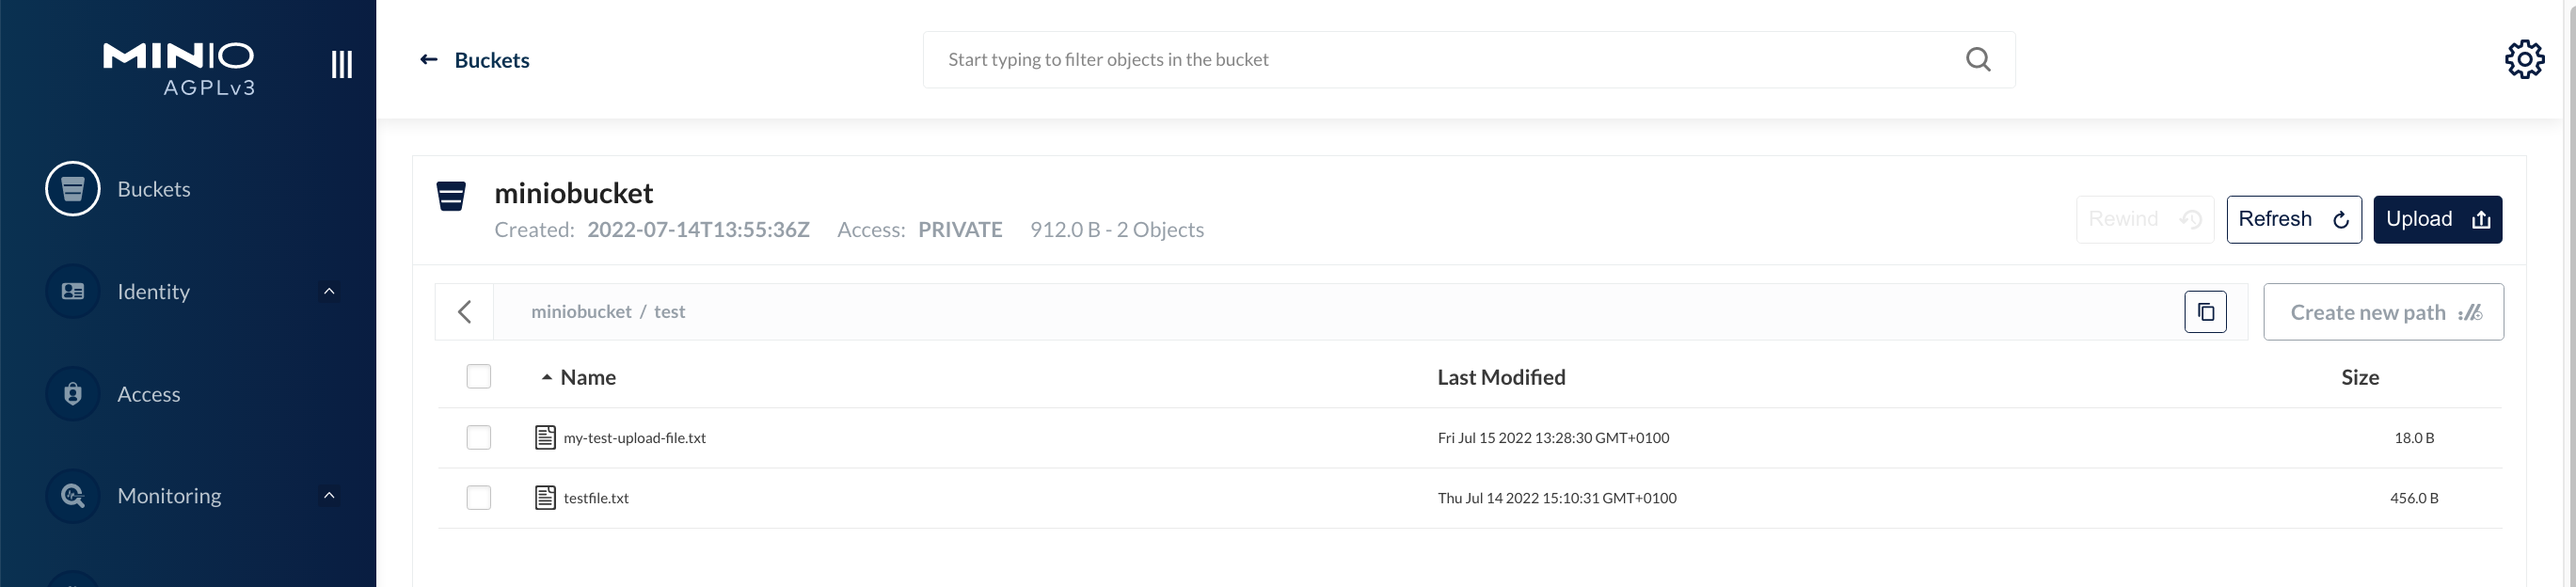 MINIO
AGPLv3
Buckets
Identity
Access
Monitoring
Buckets
Start typing to filter objects in the bucket
miniobucket
Created: 2022-07-14T13:55:36Z Access: PRIVATE 912.0 B - 2 Objects
Rewind Refresh Upload
miniobucket / test
Create new path
Name Last Modified Size
my-test-upload-file.txt Fri Jul 15 2022 13:28:30 GMT+0100 18.0 B
testfile.txt Thu Jul 14 2022 15:10:31 GMT+0100 456.0 B